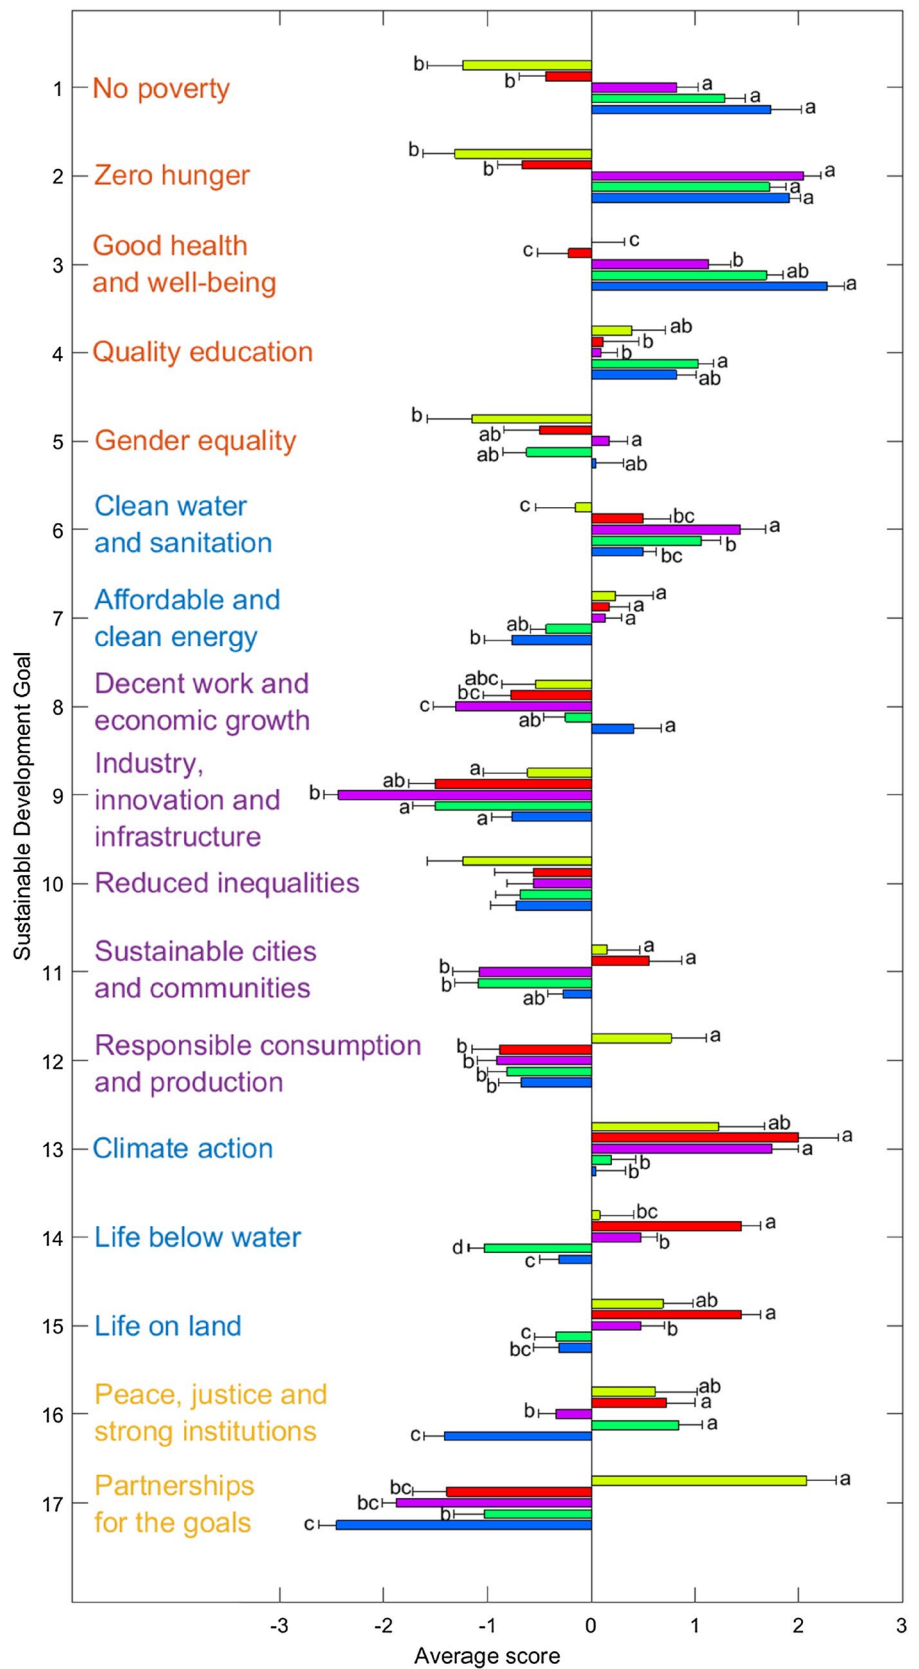 b
b
1
No poverty
a
a
a
b
b
2
Zero hunger
a
a
a
Good health
and well-being
3
c
c
b
ab
a
4
Quality education
ab
b
b
a
ab
5
Gender equality
b
ab
a
ab
ab
Clean water
and sanitation
6
c
bc
a
b
bc
Affordable and
clean energy
7
a
a
a
ab
b
Decent work and
economic growth
8
abc
bc
c
ab
a
Industry,
innovation and
infrastructure
9
a
ab
b
a
a
10
Reduced inequalities
Sustainable cities
and communities
11
a
a
b
b
ab
Responsible consumption
and production
12
a
b
b
b
b
13
Climate action
ab
a
a
b
b
14
Life below water
bc
a
b
d
c
15
Life on land
ab
a
b
c
bc
Peace, justice and
strong institutions
16
ab
a
b
a
c
Partnerships
for the goals
17
a
bc
bc
b
c
Sustainable Development Goal
-3 -2 -1 0 1 2 3
Average score